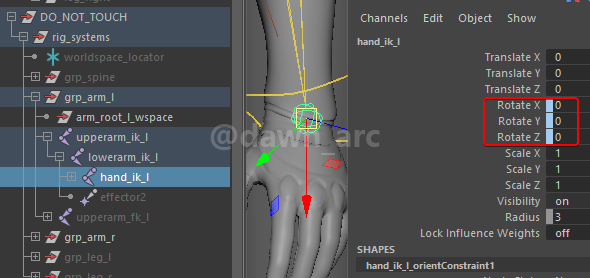 DO_NOT_TOUCH
rig_systems
worldspace_locator
grp_spine
grp_arm_l
arm_root_l_wspace
upperarm_ik_l
lowerarm_ik_l
hand_ik_l
effector2
upperarm_fk_l
grp_arm_r
grp_leg_l
grp_leg_r
Channels Edit Object Show
hand_ik_l
Translate X 0
Translate Y 0
Translate Z 0
Rotate X 0
Rotate Y 0
Rotate Z 0
Scale X 1
Scale Y 1
Scale Z 1
Visibility on
Radius 3
Lock Influence Weights off
SHAPES
hand_ik_l_orientConstraint1